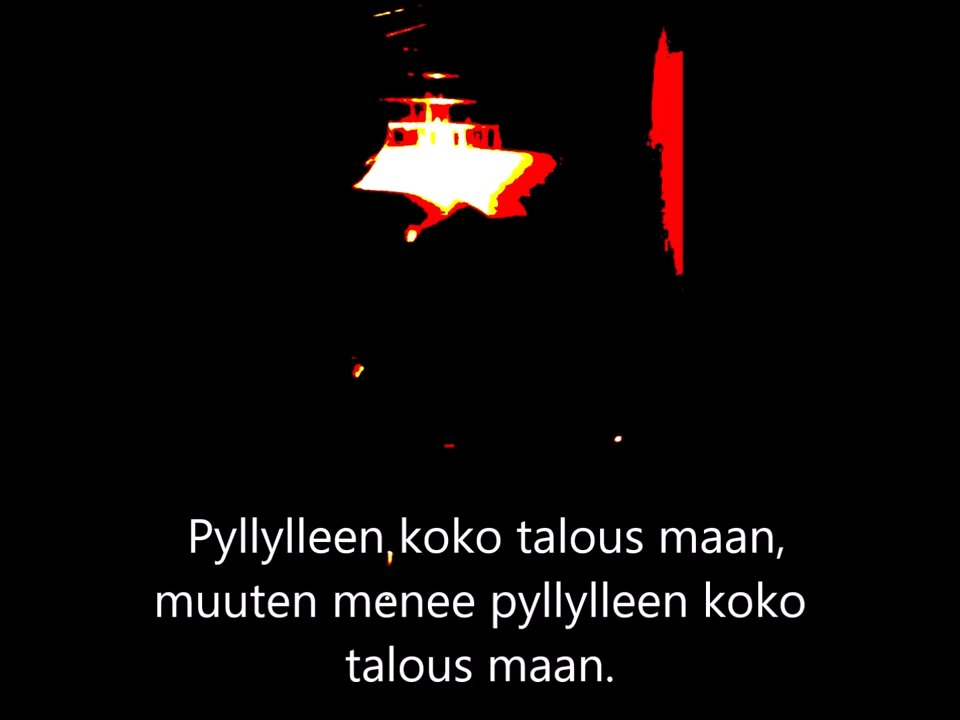 Pyllylleen koko talous maan,
muuten menee pyllylleen koko
talous maan.